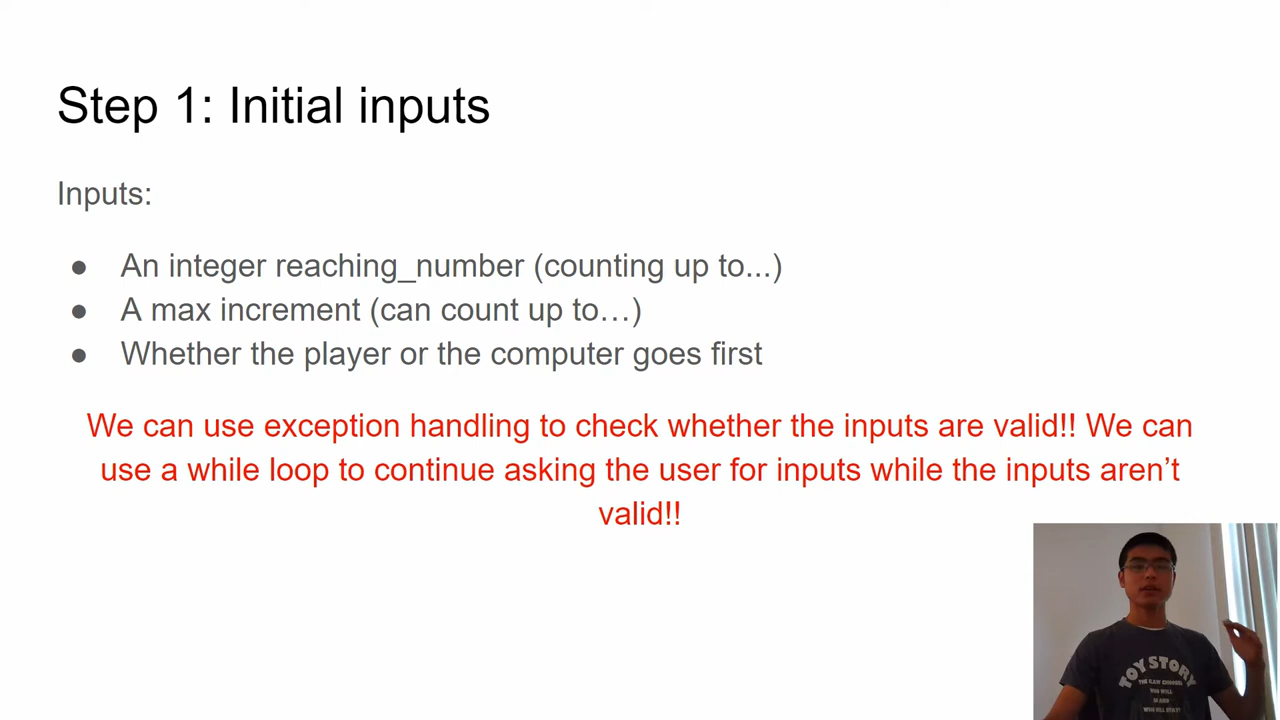 Step 1: Initial inputs
Inputs:
● An integer reaching_number (counting up to...)
● A max increment (can count up to…)
● Whether the player or the computer goes first
We can use exception handling to check whether the inputs are valid!! We can
use a while loop to continue asking the user for inputs while the inputs aren’t
valid!!
TOY STORY